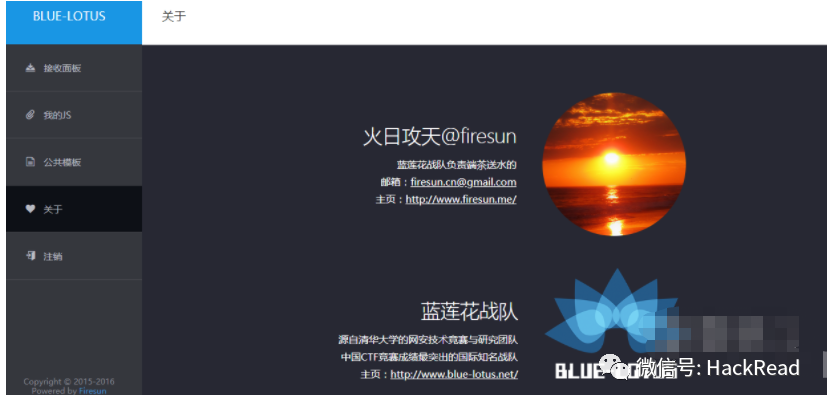 BLUE-LOTUS
关于
接收面板
我的JS
公共模板
关于
注销
Copyright © 2015-2016
Powered by Firesun
火日攻天@firesun
蓝莲花战队负责端茶送水的
邮箱：firesun.cn@gmail.com
主页：http://www.firesun.me/
蓝莲花战队
源自清华大学的网安技术竞赛与研究团队
中国CTF竞赛成绩最突出的国际知名战队
主页：http://www.blue-lotus.net/
BLUE-LOTUS
微信号: HackRead